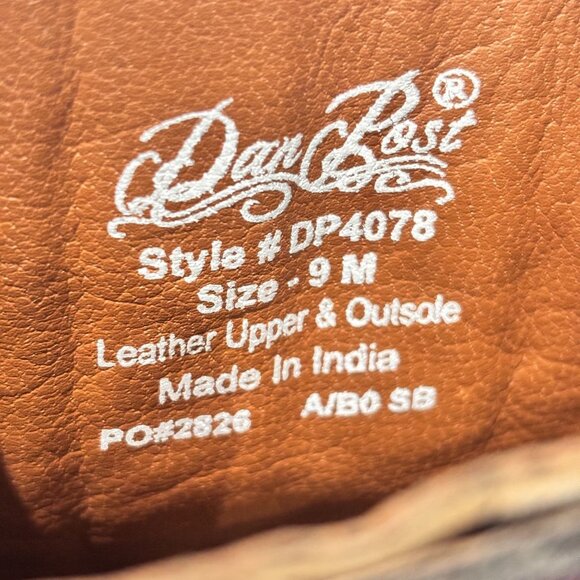 Dan Post®
Style # DP4078
Size - 9 M
Leather Upper & Outsole
Made In India
PO#2826 A/B0 SB